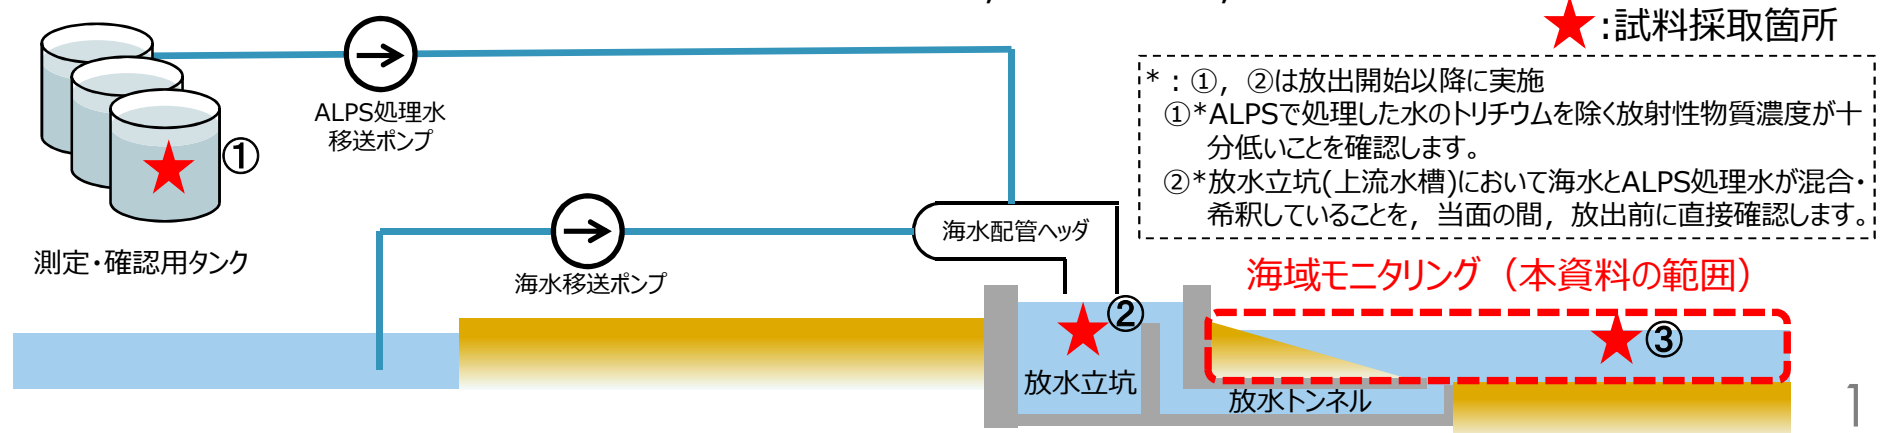 ★:試料採取箇所
*：①，②は放出開始以降に実施
①*ALPSで処理した水のトリチウムを除く放射性物質濃度が十
分低いことを確認します。
②*放水立坑(上流水槽)において海水とALPS処理水が混合・
希釈していることを，当面の間，放出前に直接確認します。
ALPS処理水
移送ポンプ
①
測定・確認用タンク
海水配管ヘッダ
海水移送ポンプ
海域モニタリング（本資料の範囲）
②
③
放水立坑
放水トンネル
1